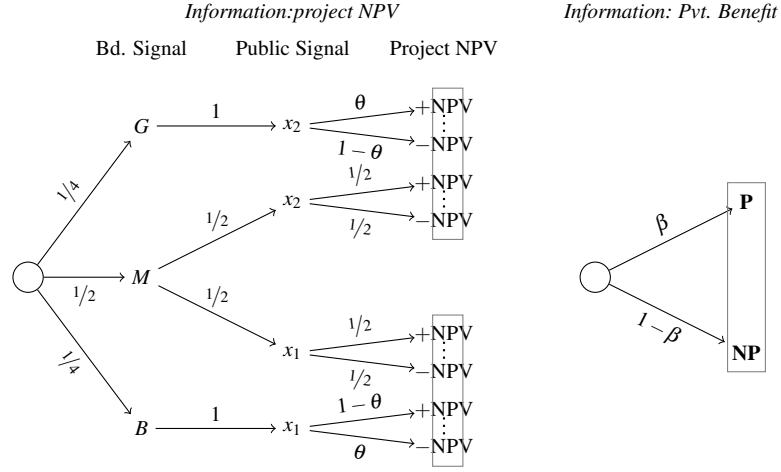 Information:project NPV
Information: Pvt. Benefit
Bd. Signal
Public Signal
Project NPV
G
1
x₂
θ
+NPV
1 − θ
−NPV
1/4
1/2
x₂
1/2
+NPV
1/2
−NPV
1/2
M
1/2
x₁
1/2
+NPV
1/2
−NPV
1/4
B
1
x₁
1 − θ
+NPV
θ
−NPV
β
P
1 − β
NP